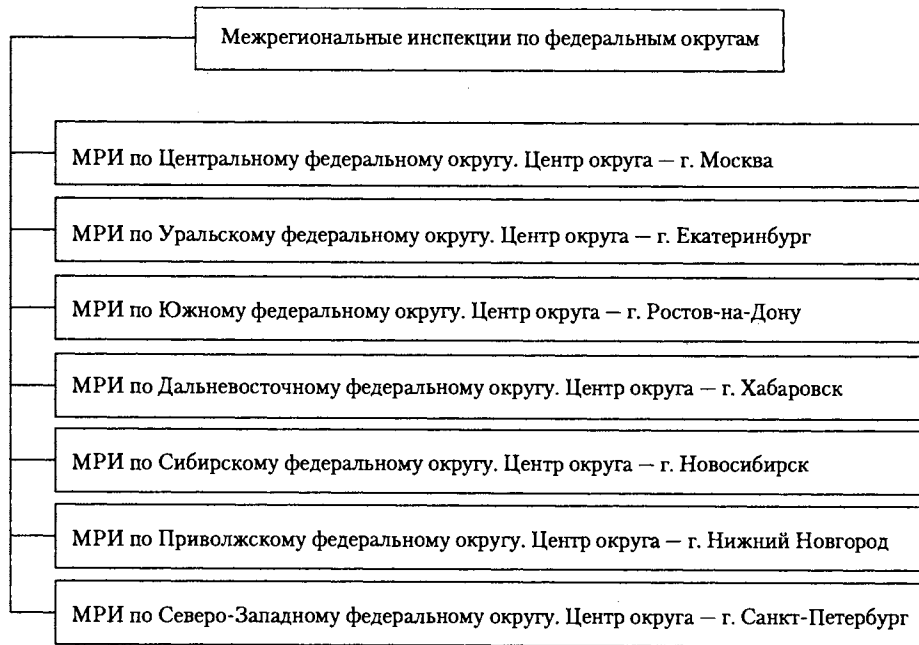 Межрегиональные инспекции по федеральным округам
МРИ по Центральному федеральному округу. Центр округа — г. Москва
МРИ по Уральскому федеральному округу. Центр округа — г. Екатеринбург
МРИ по Южному федеральному округу. Центр округа — г. Ростов-на-Дону
МРИ по Дальневосточному федеральному округу. Центр округа — г. Хабаровск
МРИ по Сибирскому федеральному округу. Центр округа — г. Новосибирск
МРИ по Приволжскому федеральному округу. Центр округа — г. Нижний Новгород
МРИ по Северо-Западному федеральному округу. Центр округа — г. Санкт-Петербург